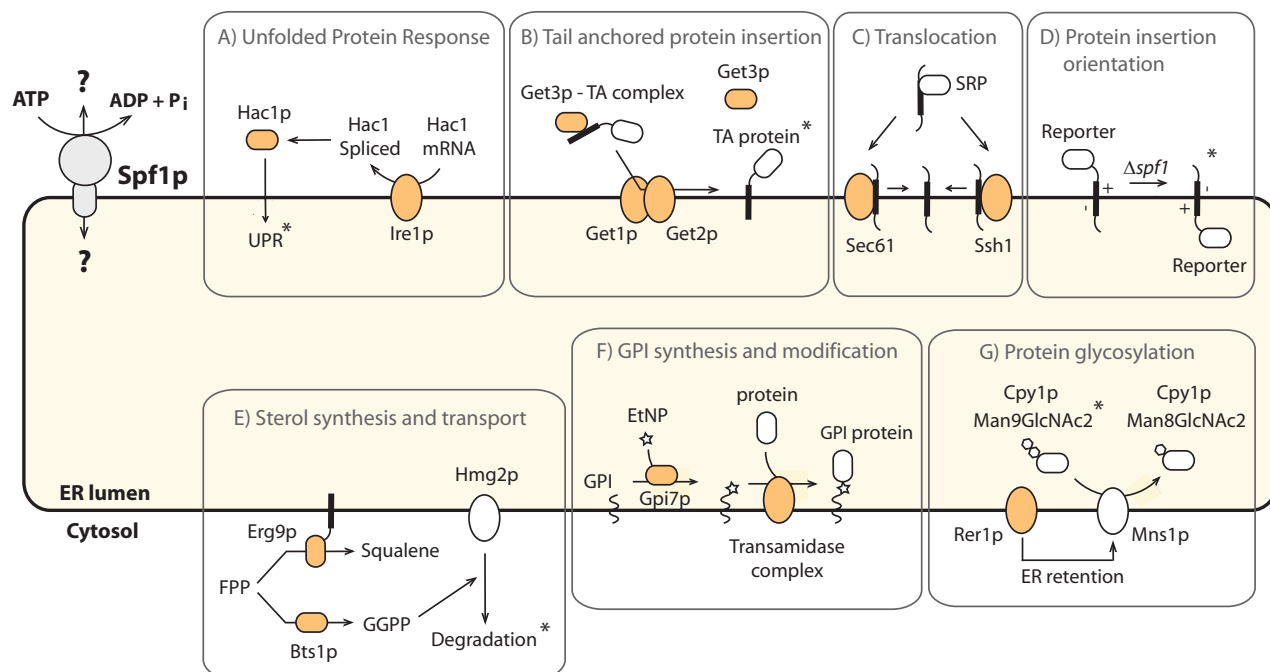 ?
ATP
ADP + Pi
Spf1p
?
A) Unfolded Protein Response
Hac1p
Hac1
Spliced
Hac1
mRNA
UPR*
Ire1p
B) Tail anchored protein insertion
Get3p
Get3p - TA complex
TA protein*
Get1p
Get2p
C) Translocation
SRP
Sec61
Ssh1
D) Protein insertion
orientation
Reporter
Δspf1
*
+
-
-
+
Reporter
E) Sterol synthesis and transport
Hmg2p
Erg9p
Squalene
FPP
GGPP
Bts1p
Degradation*
F) GPI synthesis and modification
protein
EtNP
GPI protein
GPI
Gpi7p
Transamidase
complex
G) Protein glycosylation
Cpy1p
Man9GlcNAc2*
Cpy1p
Man8GlcNAc2
Rer1p
Mns1p
ER retention
ER lumen
Cytosol